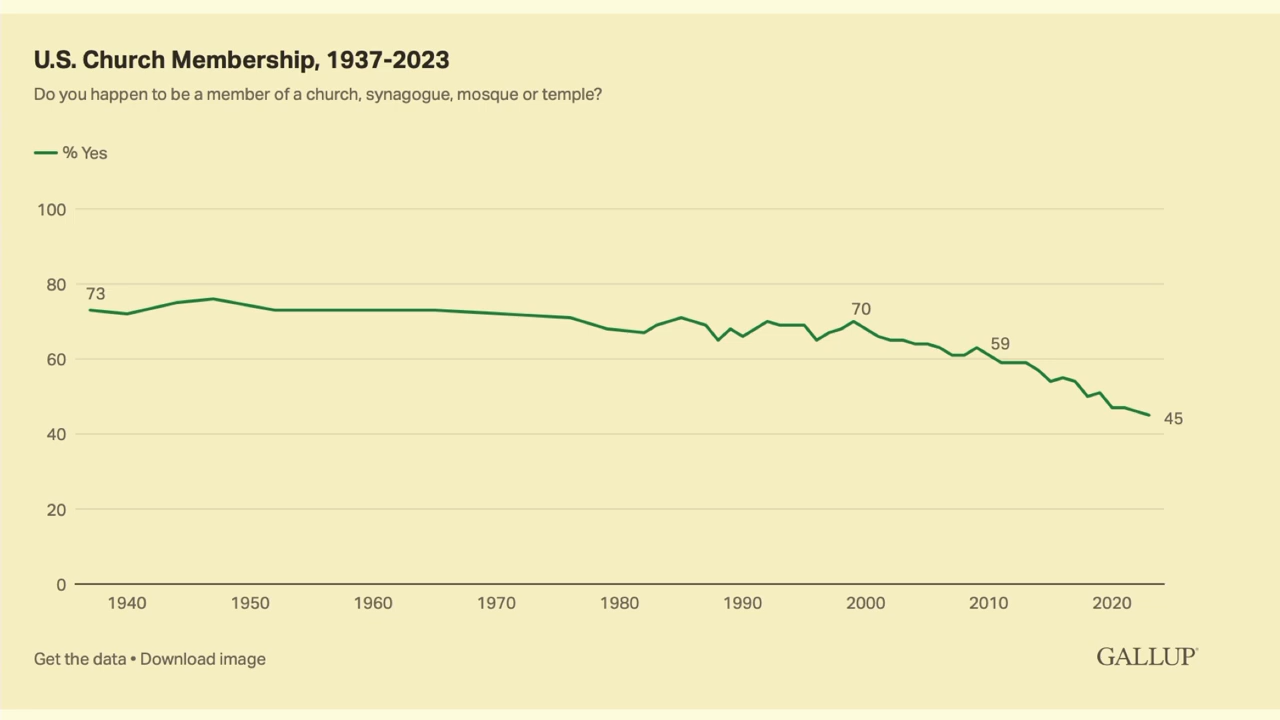 U.S. Church Membership, 1937-2023
Do you happen to be a member of a church, synagogue, mosque or temple?
% Yes
100
80
73
70
60
59
45
40
20
0
1940 1950 1960 1970 1980 1990 2000 2010 2020
Get the data • Download image
GALLUP